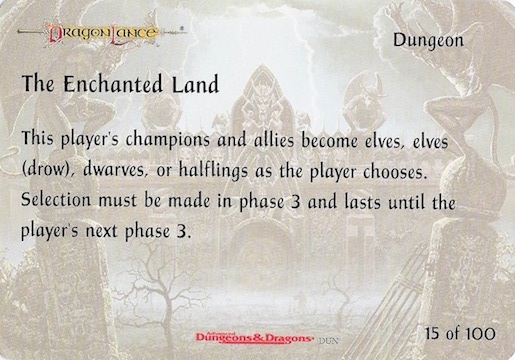 DRAGONLANCE
Dungeon
The Enchanted Land
This player's champions and allies become elves, elves
(drow), dwarves, or halflings as the player chooses.
Selection must be made in phase 3 and lasts until the
player's next phase 3.
Advanced
Dungeons & Dragons
DUN
15 of 100